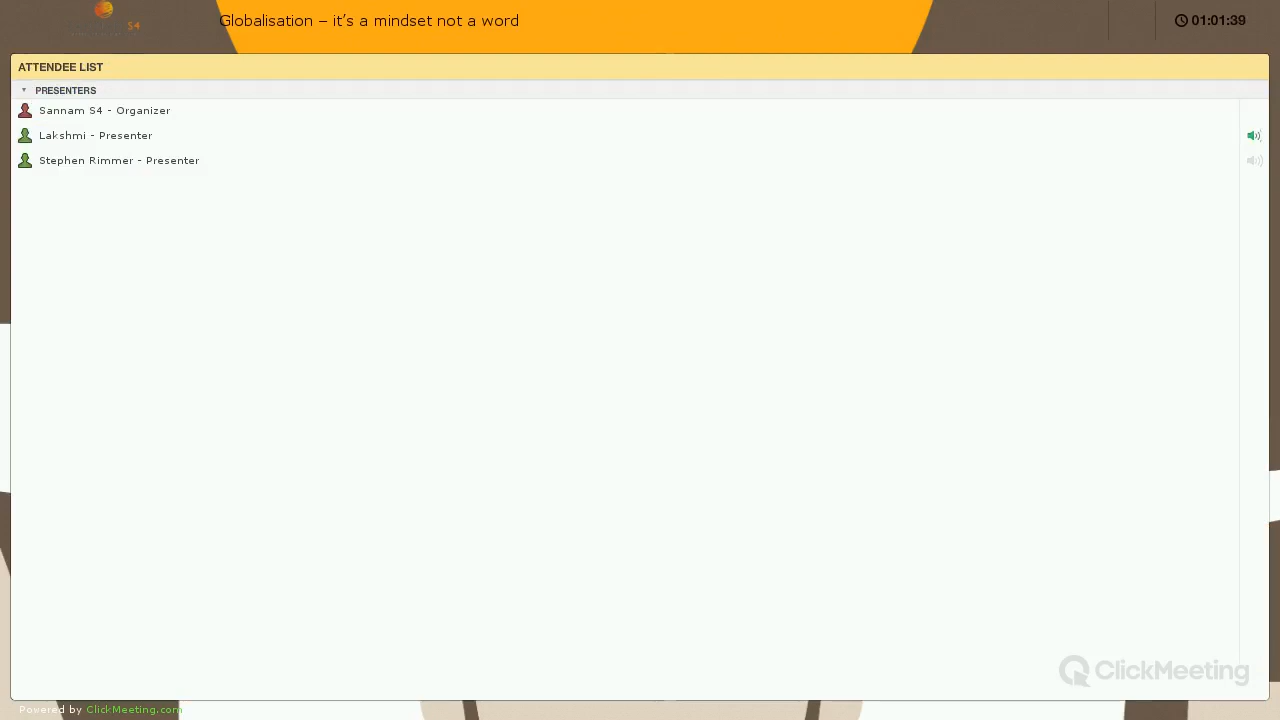 S4
Globalisation – it’s a mindset not a word
01:01:39
ATTENDEE LIST
PRESENTERS
Sannam S4 - Organizer
Lakshmi - Presenter
Stephen Rimmer - Presenter
ClickMeeting
Powered by ClickMeeting.com